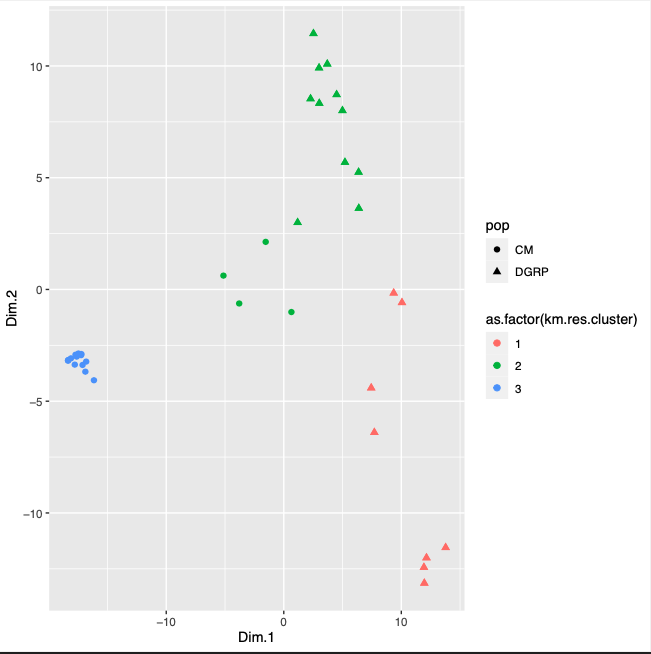 10
5
0
−5
−10
Dim.2
−10
0
10
Dim.1
pop
CM
DGRP
as.factor(km.res.cluster)
1
2
3